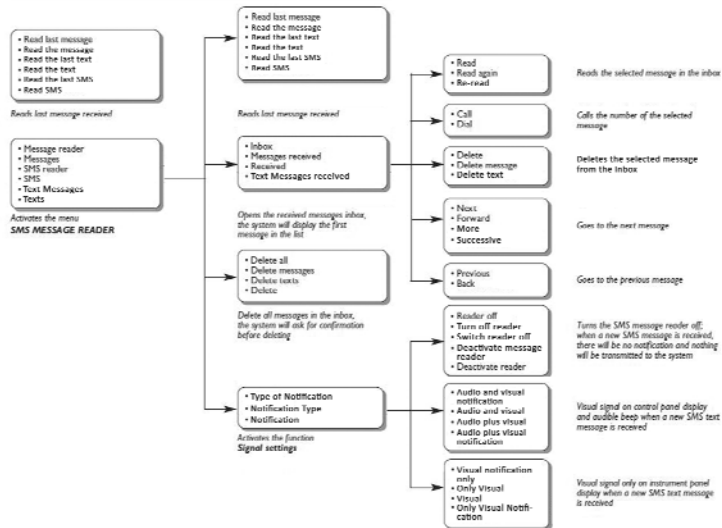 • Read last message
• Read the message
• Read the last text
• Read the text
• Read the last SMS
• Read SMS
Reads last message received
• Message reader
• Messages
• SMS reader
• SMS
• Text Messages
• Texts
Activates the menu
SMS MESSAGE READER
• Read last message
• Read the message
• Read the last text
• Read the text
• Read the last SMS
• Read SMS
Reads last message received
• Inbox
• Messages received
• Received
• Text Messages received
Opens the received messages inbox,
the system will display the first
message in the list
• Delete all
• Delete messages
• Delete texts
• Delete
Delete all messages in the inbox,
the system will ask for confirmation
before deleting
• Type of Notification
• Notification Type
• Notification
Activates the function
Signal settings
• Read
• Read again
• Re-read
Reads the selected message in the inbox
• Call
• Dial
Calls the number of the selected
message
• Delete
• Delete message
• Delete text
Deletes the selected message
from the inbox
• Next
• Forward
• More
• Successive
Goes to the next message
• Previous
• Back
Goes to the previous message
• Reader off
• Turn off reader
• Switch reader off
• Deactivate message
reader
• Deactivate reader
Turns the SMS message reader off;
when a new SMS message is received,
there will be no notification and nothing
will be transmitted to the system
• Audio and visual
notification
• Audio and visual
• Audio plus visual
• Audio plus visual
notification
Visual signal on control panel display
and audible beep when a new SMS text
message is received
• Visual notification
only
• Only Visual
• Visual
• Only Visual Notifi-
cation
Visual signal only on instrument panel
display when a new SMS text message
is received